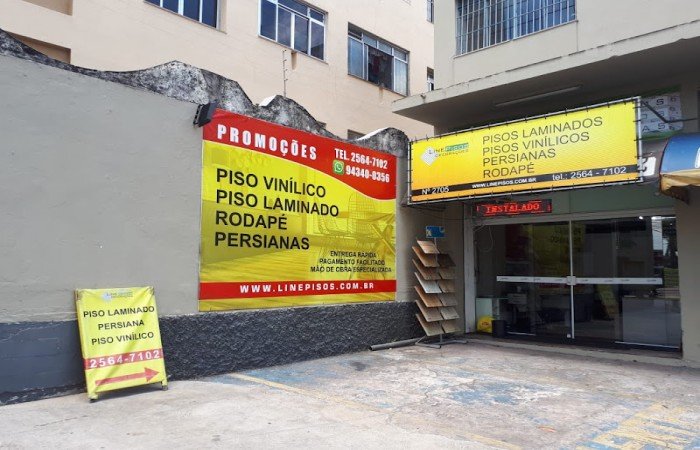 PROMOÇÕES
TEL. 2564-7102
94340-0356
PISO VINÍLICO
PISO LAMINADO
RODAPÉ
PERSIANAS
ENTREGA RÁPIDA
PAGAMENTO FACILITADO
MÃO DE OBRA ESPECIALIZADA
WWW.LINEPISOS.COM.BR
PISO LAMINADO
PERSIANA
PISO VINÍLICO
2564-7102
LINEPISOS
PISOS LAMINADOS
PISOS VINÍLICOS
PERSIANAS
RODAPÉ
Nº 2705
WWW.LINEPISOS.COM.BR
tel.: 2564 - 7102
INSTALADO